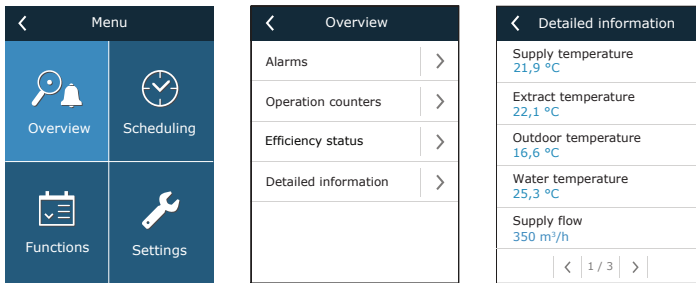 Menu
Overview
Scheduling
Functions
Settings
Overview
Alarms
Operation counters
Efficiency status
Detailed information
Detailed information
Supply temperature
21,9 °C
Extract temperature
22,1 °C
Outdoor temperature
16,6 °C
Water temperature
25,3 °C
Supply flow
350 m³/h
1 / 3